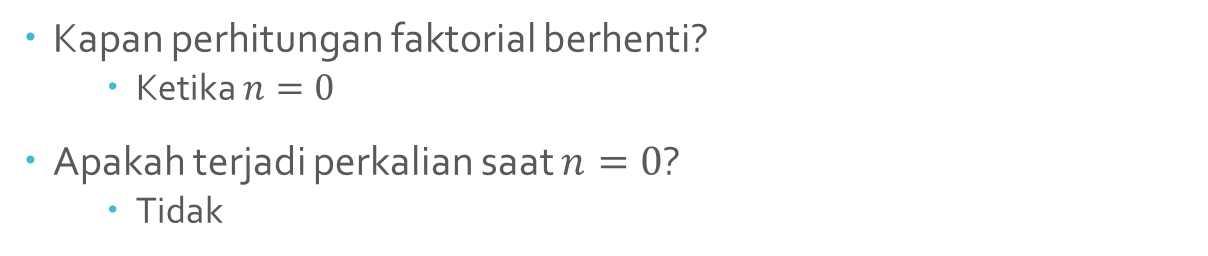 • Kapan perhitungan faktorial berhenti?
• Ketika n = 0
• Apakah terjadi perkalian saat n = 0?
• Tidak